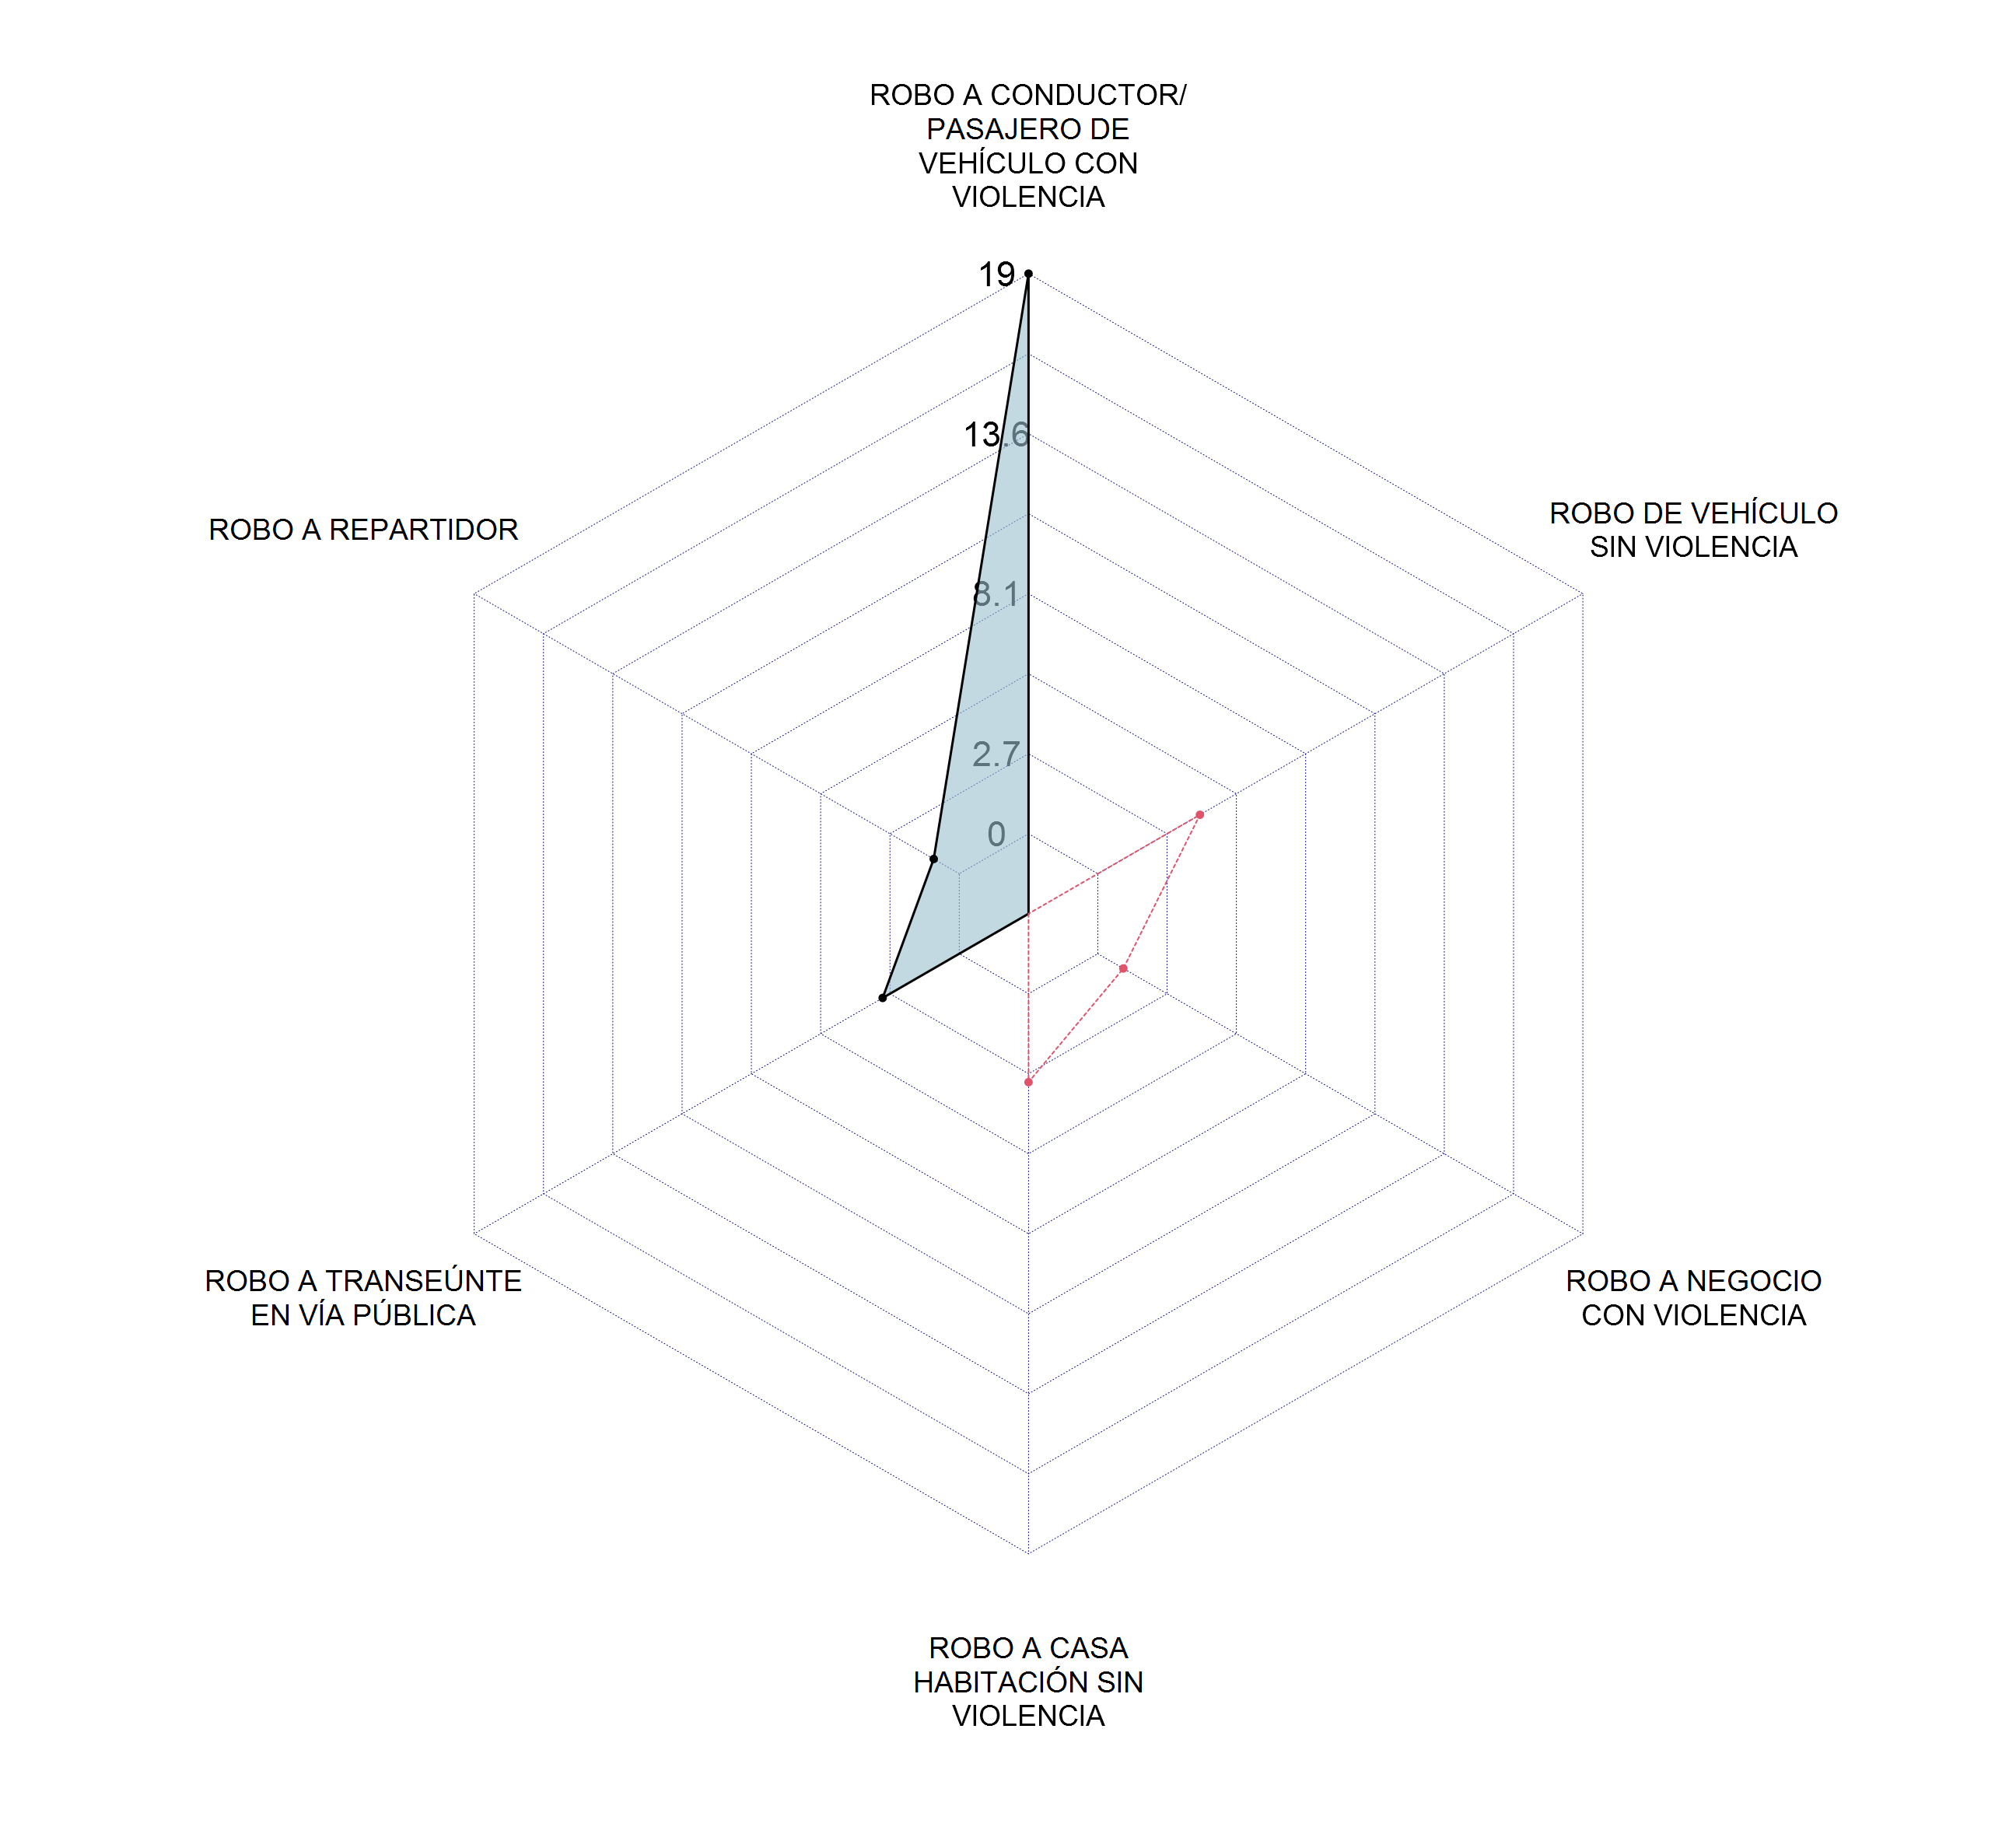 ROBO A CONDUCTOR/
PASAJERO DE
VEHÍCULO CON
VIOLENCIA
19
13.6
ROBO DE VEHÍCULO
SIN VIOLENCIA
ROBO A REPARTIDOR
8.1
2.7
0
ROBO A TRANSEÚNTE
EN VÍA PÚBLICA
ROBO A NEGOCIO
CON VIOLENCIA
ROBO A CASA
HABITACIÓN SIN
VIOLENCIA